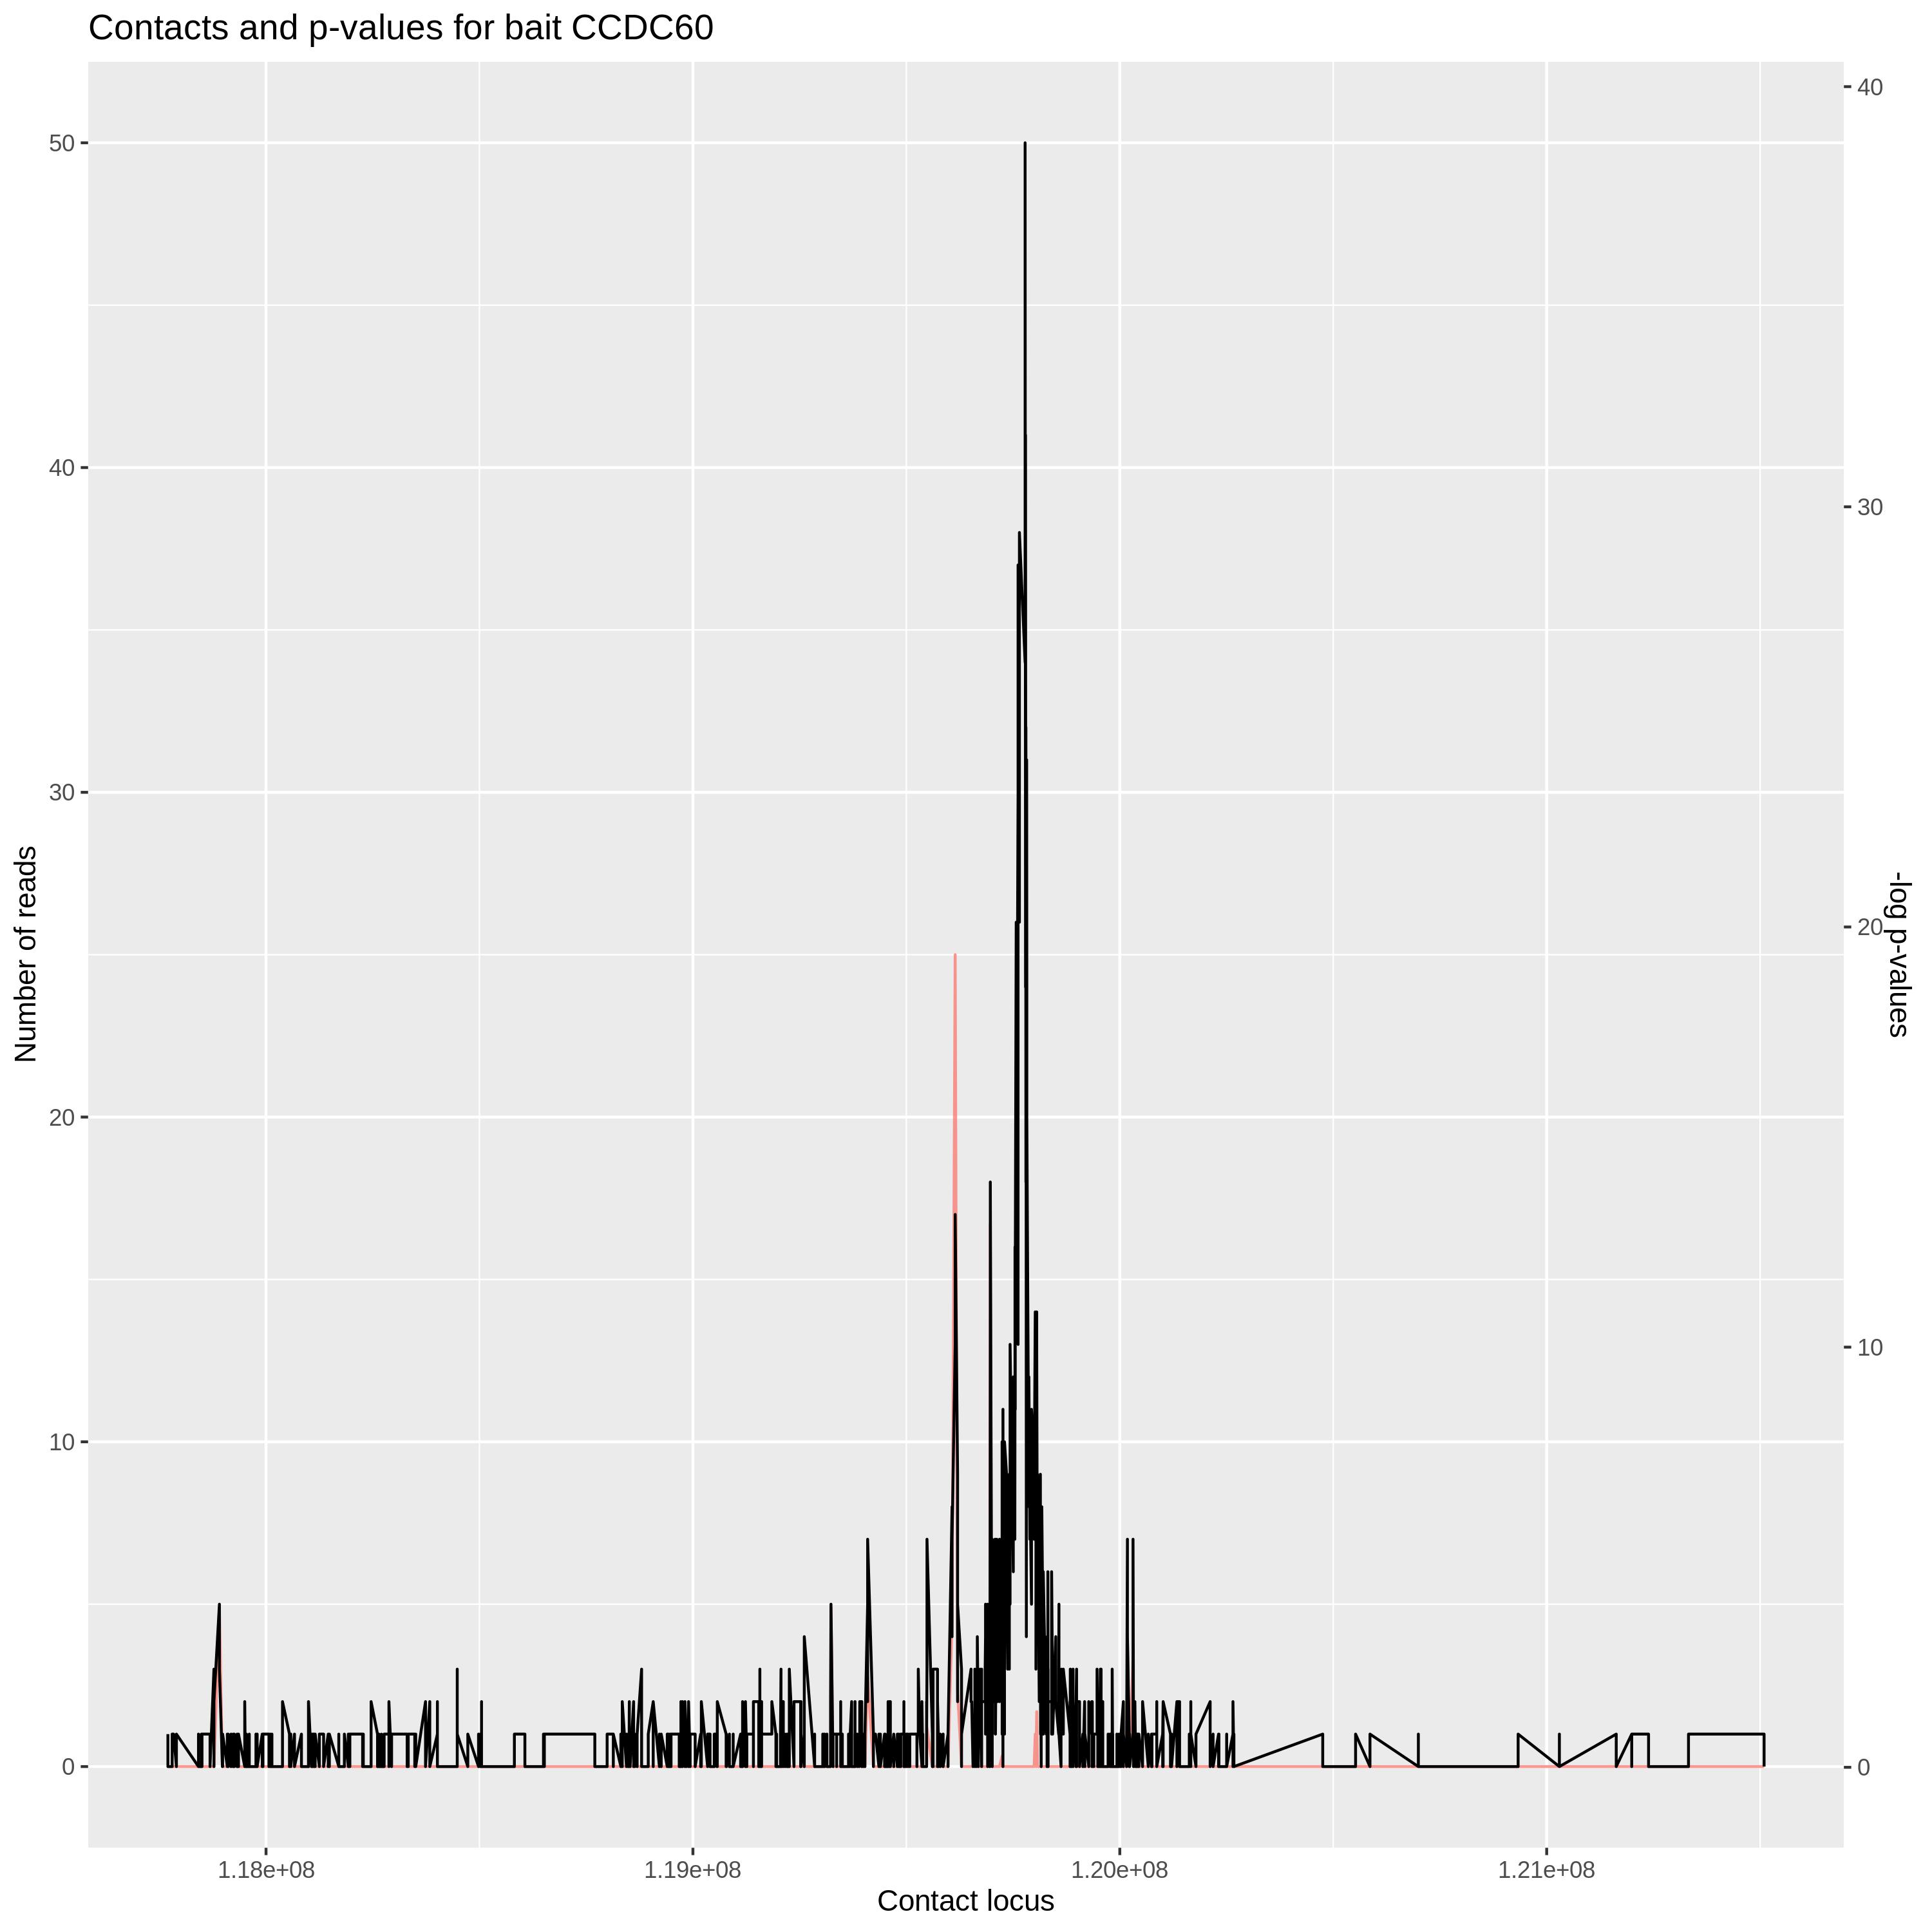 Contacts and p-values for bait CCDC60
50
40
30
20
10
0
Number of reads
40
30
20
10
0
-log p-values
1.18e+08
1.19e+08
1.20e+08
1.21e+08
Contact locus